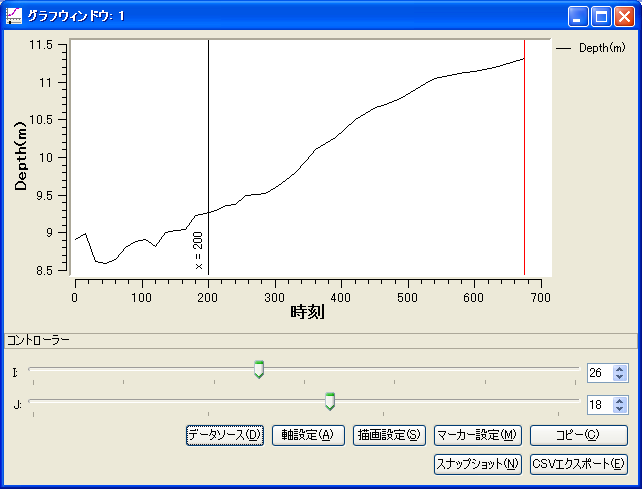 グラフウィンドウ: 1
11.5
11
10.5
10
9.5
9
8.5
Depth(m)
Depth(m)
x = 200
0 100 200 300 400 500 600 700
時刻
コントローラー
I: 26
J: 18
データソース(D) 軸設定(A) 描画設定(S) マーカー設定(M) コピー(C)
スナップショット(N) CSVエクスポート(E)